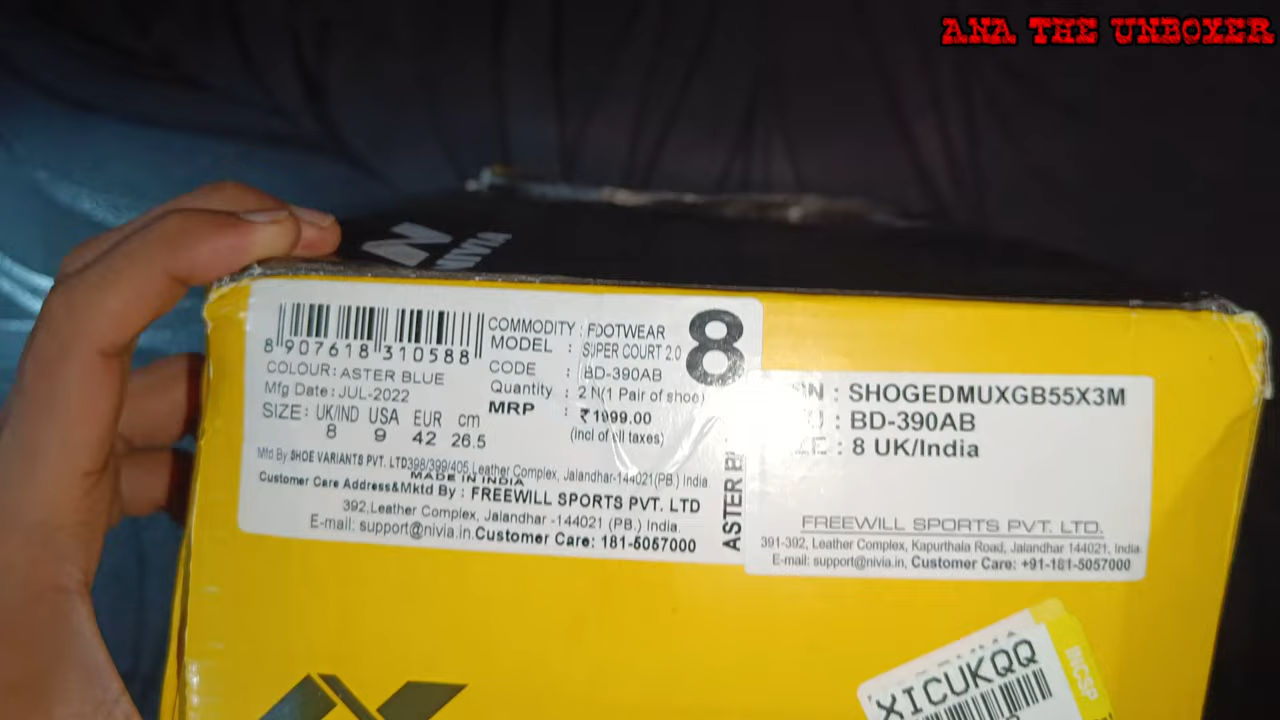 ANA THE UNBOXER
N
NIVIA
8 907618 310588
COLOUR: ASTER BLUE
Mfg Date: JUL-2022
SIZE: UK/IND USA EUR cm
8 9 42 26.5
COMMODITY : FOOTWEAR
MODEL : SUPER COURT 2.0
CODE : BD-390AB
Quantity : 2 N(1 Pair of shoe)
MRP : ₹1999.00
(incl of all taxes)
8
Mfd.By SHOE VARIANTS PVT. LTD398/399/405,Leather Complex, Jalandhar-144021(PB.) India.
MADE IN INDIA
Customer Care Address&Mktd By : FREEWILL SPORTS PVT. LTD
392,Leather Complex, Jalandhar -144021 (PB.) India.
E-mail: support@nivia.in.Customer Care: 181-5057000
ASTER
: SHOGEDMUXGB55X3M
: BD-390AB
: 8 UK/India
FREEWILL SPORTS PVT. LTD.
391-392, Leather Complex, Kapurthala Road, Jalandhar 144021, India
E-mail: support@nivia.in, Customer Care: +91-181-5057000
XICUKQQ
INCSP